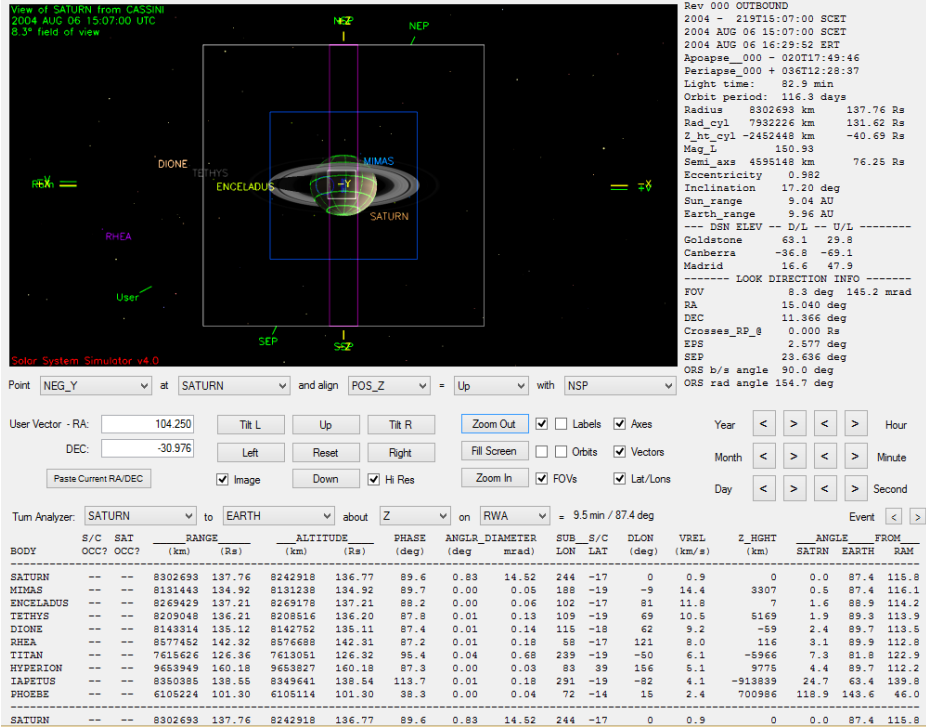 View of SATURN from CASSINI
2004 AUG 06 15:07:00 UTC
8.3° field of view
NEP
DIONE
TETHYS
ENCELADUS
MIMAS
-Y
SATURN
RHEA
User
SEP
-Z
Solar System Simulator v4.0
Rev 000 OUTBOUND
2004 - 219T15:07:00 SCET
2004 AUG 06 15:07:00 SCET
2004 AUG 06 16:29:52 ERT
Apoapse__000 - 020T17:49:46
Periapse_000 + 036T12:28:37
Light time: 82.9 min
Orbit period: 116.3 days
Radius 8302693 km 137.76 Rs
Rad_cyl 7932226 km 131.62 Rs
Z_ht_cyl -2452448 km -40.69 Rs
Mag_L 150.93
Semi_axs 4595148 km 76.25 Rs
Eccentricity 0.982
Inclination 17.20 deg
Sun_range 9.04 AU
Earth_range 9.96 AU
--- DSN ELEV -- D/L -- U/L --------
Goldstone 63.1 29.8
Canberra -36.8 -69.1
Madrid 16.6 47.9
------- LOOK DIRECTION INFO -------
FOV 8.3 deg 145.2 mrad
RA 15.040 deg
DEC 11.366 deg
Crosses_RP_@ 0.000 Rs
EPS 2.577 deg
SEP 23.636 deg
ORS b/s angle 90.0 deg
ORS rad angle 154.7 deg
Point NEG_Y at SATURN and align POS_Z = Up with NSP
User Vector - RA: 104.250 Tilt L Up Tilt R Zoom Out Labels Axes Year < > < > Hour
DEC: -30.976 Left Reset Right Fill Screen Orbits Vectors Month < > < > Minute
Paste Current RA/DEC Image Down Hi Res Zoom In FOVs Lat/Lons Day < > < > Second
Turn Analyzer: SATURN to EARTH about Z on RWA = 9.5 min / 87.4 deg Event < >
S/C SAT ____RANGE____ ___ALTITUDE___ PHASE ANGLR_DIAMETER SUB__S/C DLON VREL Z_HGHT ___ANGLE___FROM___
BODY OCC? OCC? (km) (Rs) (km) (Rs) (deg) (deg mrad) LON LAT (deg) (km/s) (km) SATRN EARTH RAM
SATURN -- -- 8302693 137.76 8242918 136.77 89.6 0.83 14.52 244 -17 0 0.9 0 0.0 87.4 115.8
MIMAS -- -- 8131443 134.92 8131238 134.92 89.7 0.00 0.05 188 -19 -9 14.4 3307 0.5 87.4 116.1
ENCELADUS -- -- 8269429 137.21 8269178 137.21 88.2 0.00 0.06 102 -17 81 11.8 7 1.6 88.9 114.2
TETHYS -- -- 8209048 136.21 8208516 136.20 87.8 0.01 0.13 109 -19 69 10.5 5169 1.9 89.3 113.9
DIONE -- -- 8143314 135.12 8142752 135.11 87.4 0.01 0.14 115 -18 62 9.2 -59 2.4 89.7 113.5
RHEA -- -- 8577452 142.32 8576688 142.31 87.2 0.01 0.18 58 -17 121 8.0 116 3.1 89.9 112.8
TITAN -- -- 7615626 126.36 7613051 126.32 95.4 0.04 0.68 239 -19 -50 6.1 -5966 7.3 81.8 122.9
HYPERION -- -- 9653949 160.18 9653827 160.18 87.3 0.00 0.03 83 39 156 5.1 9775 4.4 89.7 112.2
IAPETUS -- -- 8350385 138.55 8349641 138.54 113.7 0.01 0.18 291 -19 -82 4.1 -913839 24.7 63.4 139.8
PHOEBE -- -- 6105224 101.30 6105114 101.30 38.3 0.00 0.04 72 -14 15 2.4 700986 118.9 143.6 46.0
SATURN -- -- 8302693 137.76 8242918 136.77 89.6 0.83 14.52 244 -17 0 0.9 0 0.0 87.4 115.8